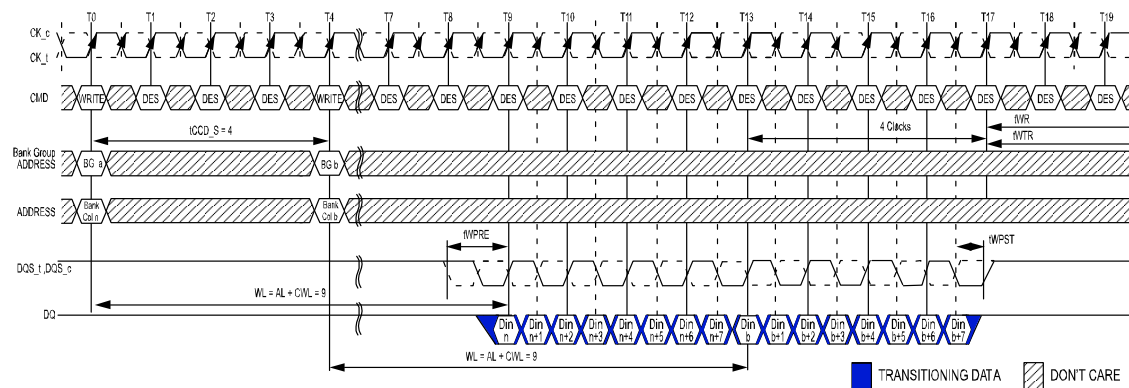 T0 T1 T2 T3 T4 T7 T8 T9 T10 T11 T12 T13 T14 T15 T16 T17 T18 T19
CK_c
CK_t
CMD WRITE DES DES DES WRITE DES DES DES DES DES DES DES DES DES DES DES DES DES
tCCD_S = 4
4 Clocks
tWR
tWTR
Bank Group
ADDRESS BG a BG b
ADDRESS Bank Col n Bank Col b
tWPRE
tWPST
DQS_t ,DQS_c
WL = AL + CWL = 9
DQ
Din n Din n+1 Din n+2 Din n+3 Din n+4 Din n+5 Din n+6 Din n+7 Din b Din b+1 Din b+2 Din b+3 Din b+4 Din b+5 Din b+6 Din b+7
WL = AL + CWL = 9
TRANSITIONING DATA
DON'T CARE